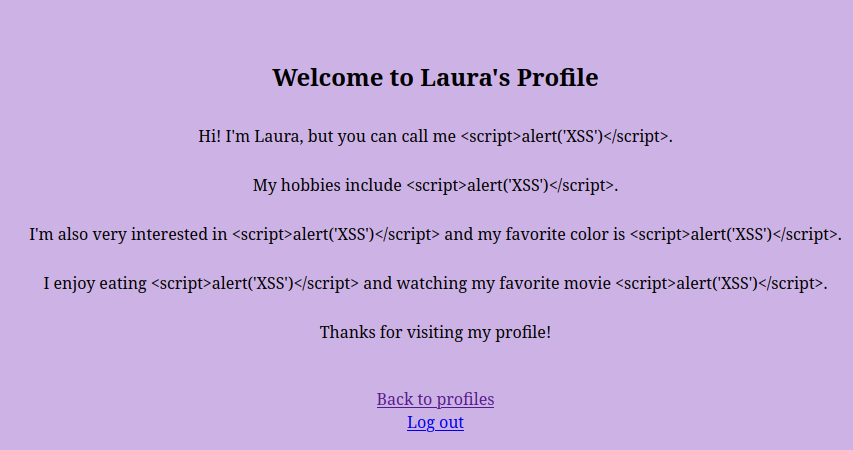 Welcome to Laura's Profile
Hi! I'm Laura, but you can call me <script>alert('XSS')</script>.
My hobbies include <script>alert('XSS')</script>.
I'm also very interested in <script>alert('XSS')</script> and my favorite color is <script>alert('XSS')</script>.
I enjoy eating <script>alert('XSS')</script> and watching my favorite movie <script>alert('XSS')</script>.
Thanks for visiting my profile!
Back to profiles
Log out